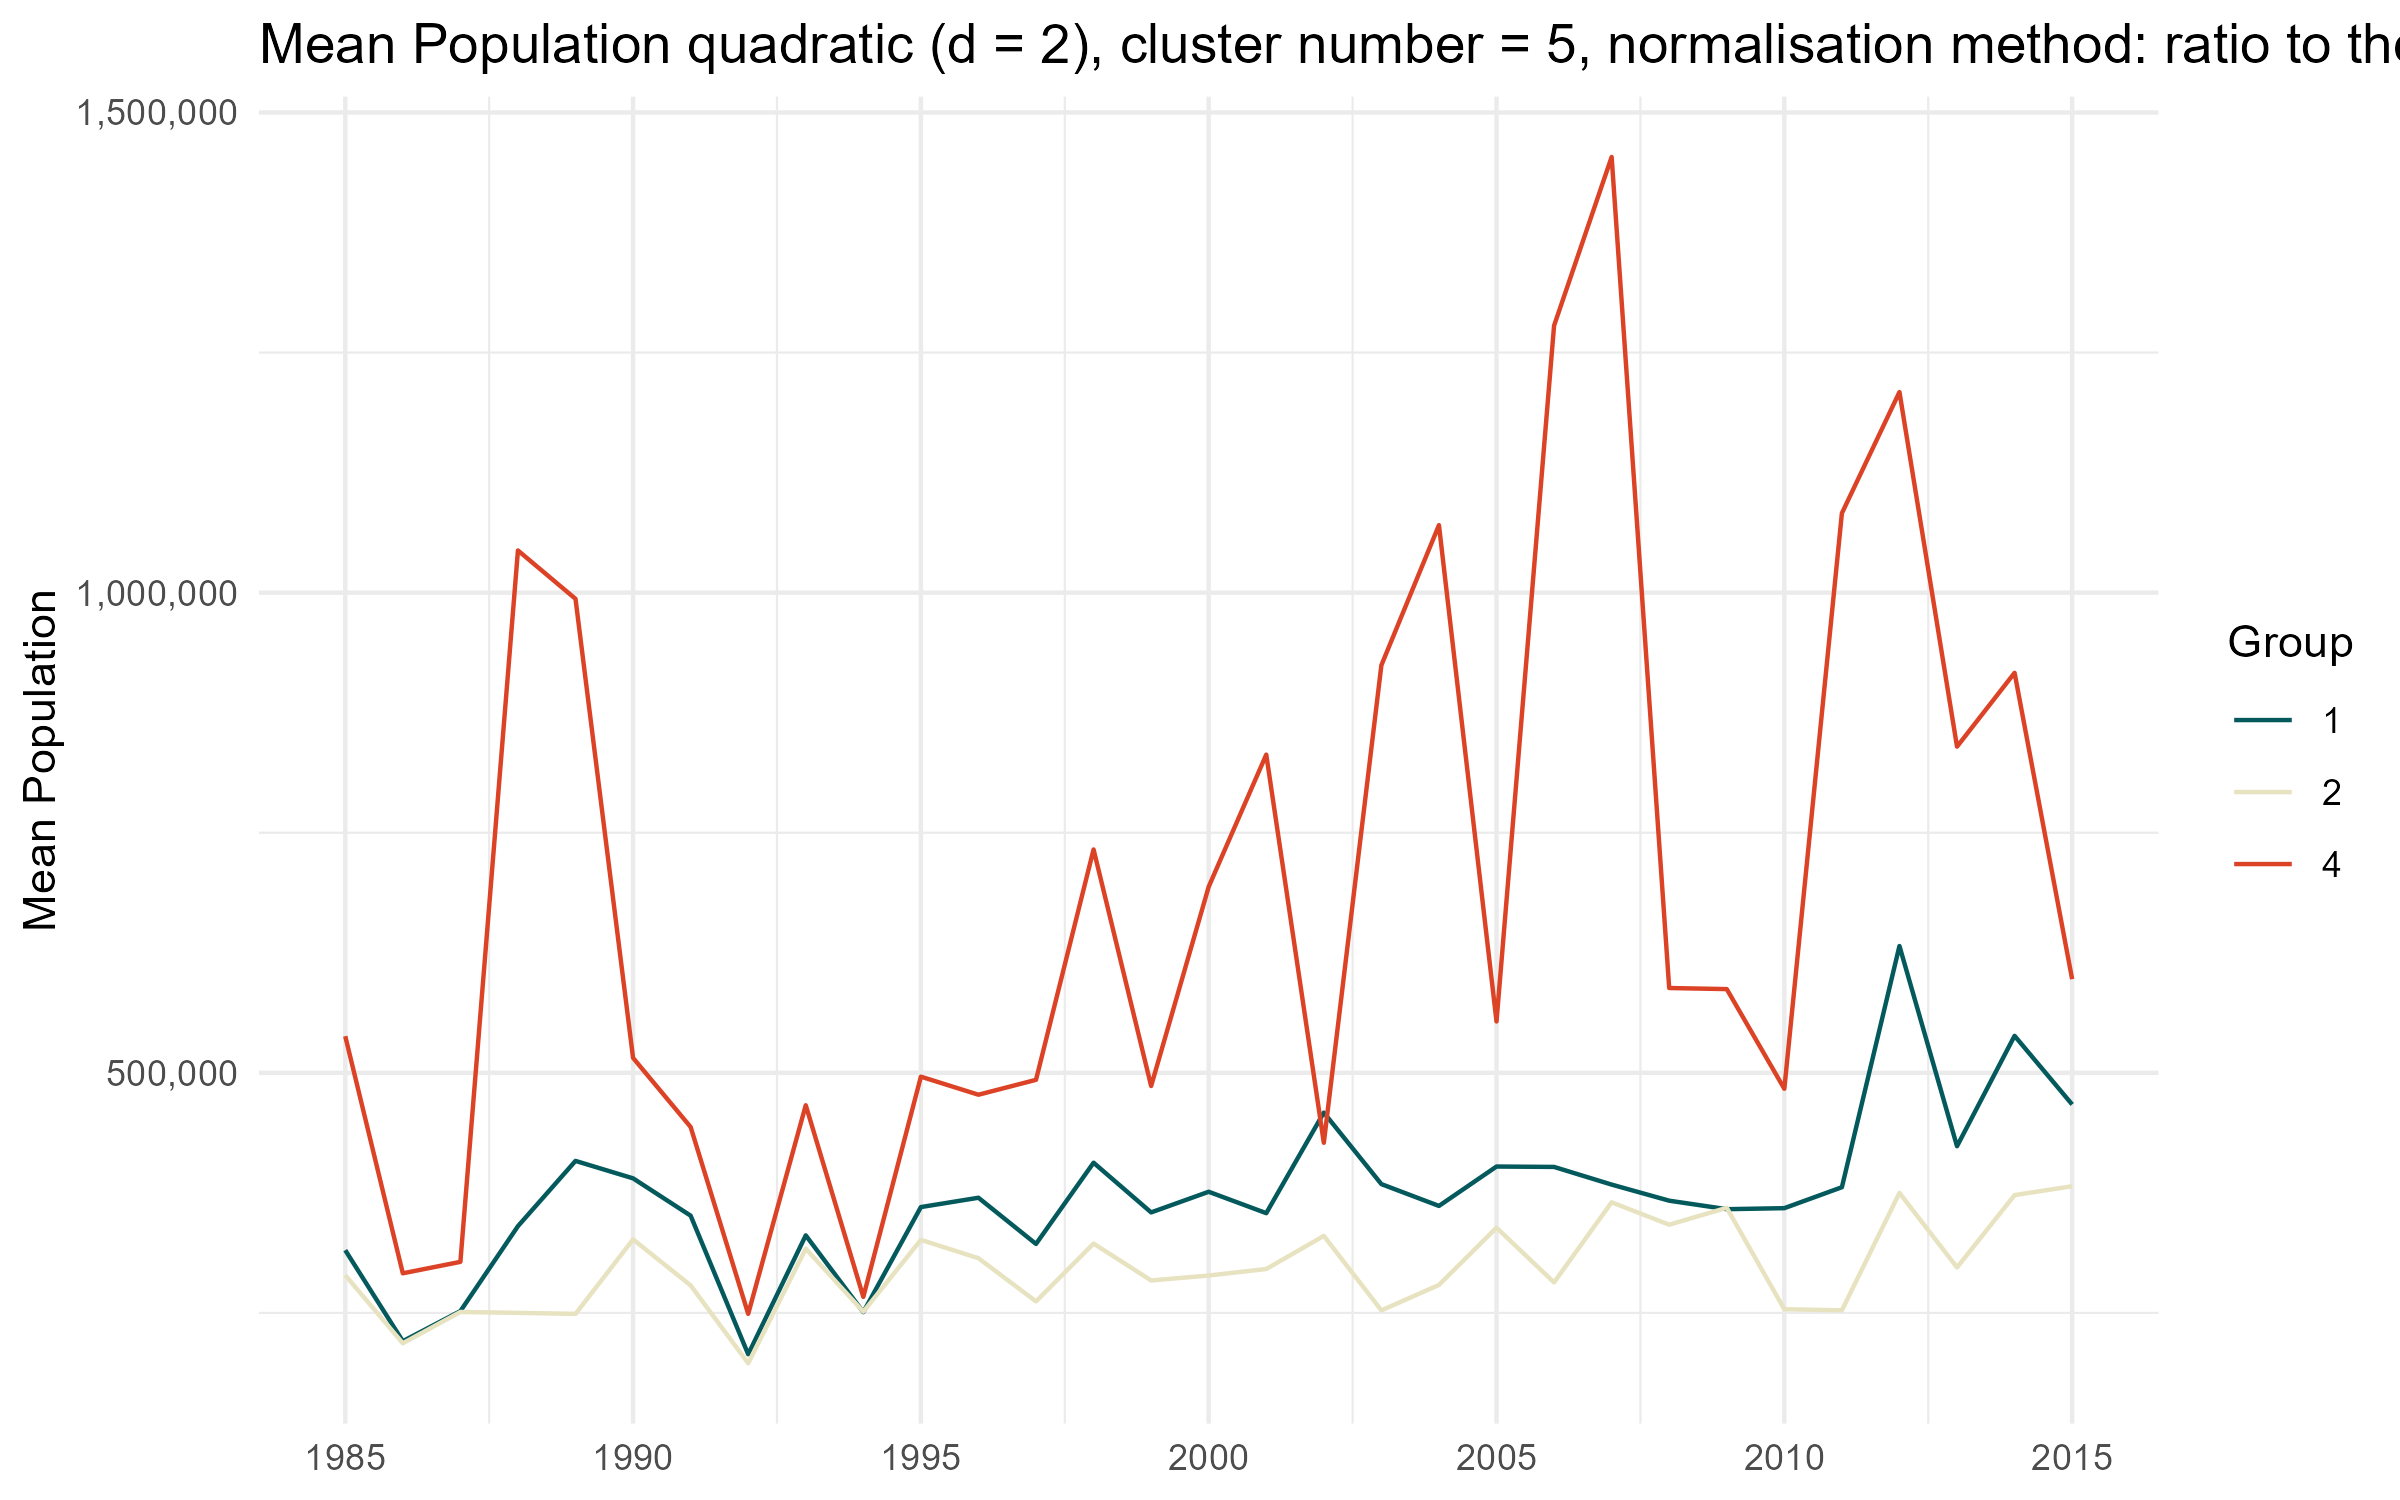 Mean Population quadratic (d = 2), cluster number = 5, normalisation method: ratio to the
1,500,000
1,000,000
500,000
Mean Population
1985 1990 1995 2000 2005 2010 2015
Group
1
2
4